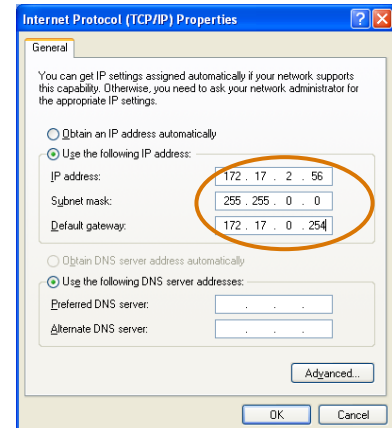 Internet Protocol (TCP/IP) Properties
General
You can get IP settings assigned automatically if your network supports
this capability. Otherwise, you need to ask your network administrator for
the appropriate IP settings.
Obtain an IP address automatically
Use the following IP address:
IP address: 172 . 17 . 2 . 56
Subnet mask: 255 . 255 . 0 . 0
Default gateway: 172 . 17 . 0 . 254
Obtain DNS server address automatically
Use the following DNS server addresses:
Preferred DNS server: . . .
Alternate DNS server: . . .
Advanced...
OK Cancel